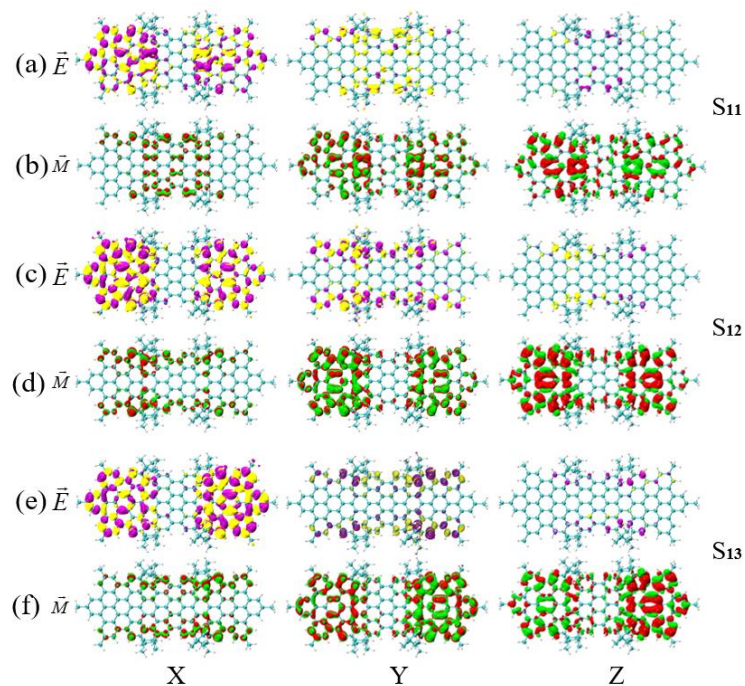 (a) E⃗
S₁₁
(b) M⃗
(c) E⃗
S₁₂
(d) M⃗
(e) E⃗
S₁₃
(f) M⃗
X Y Z